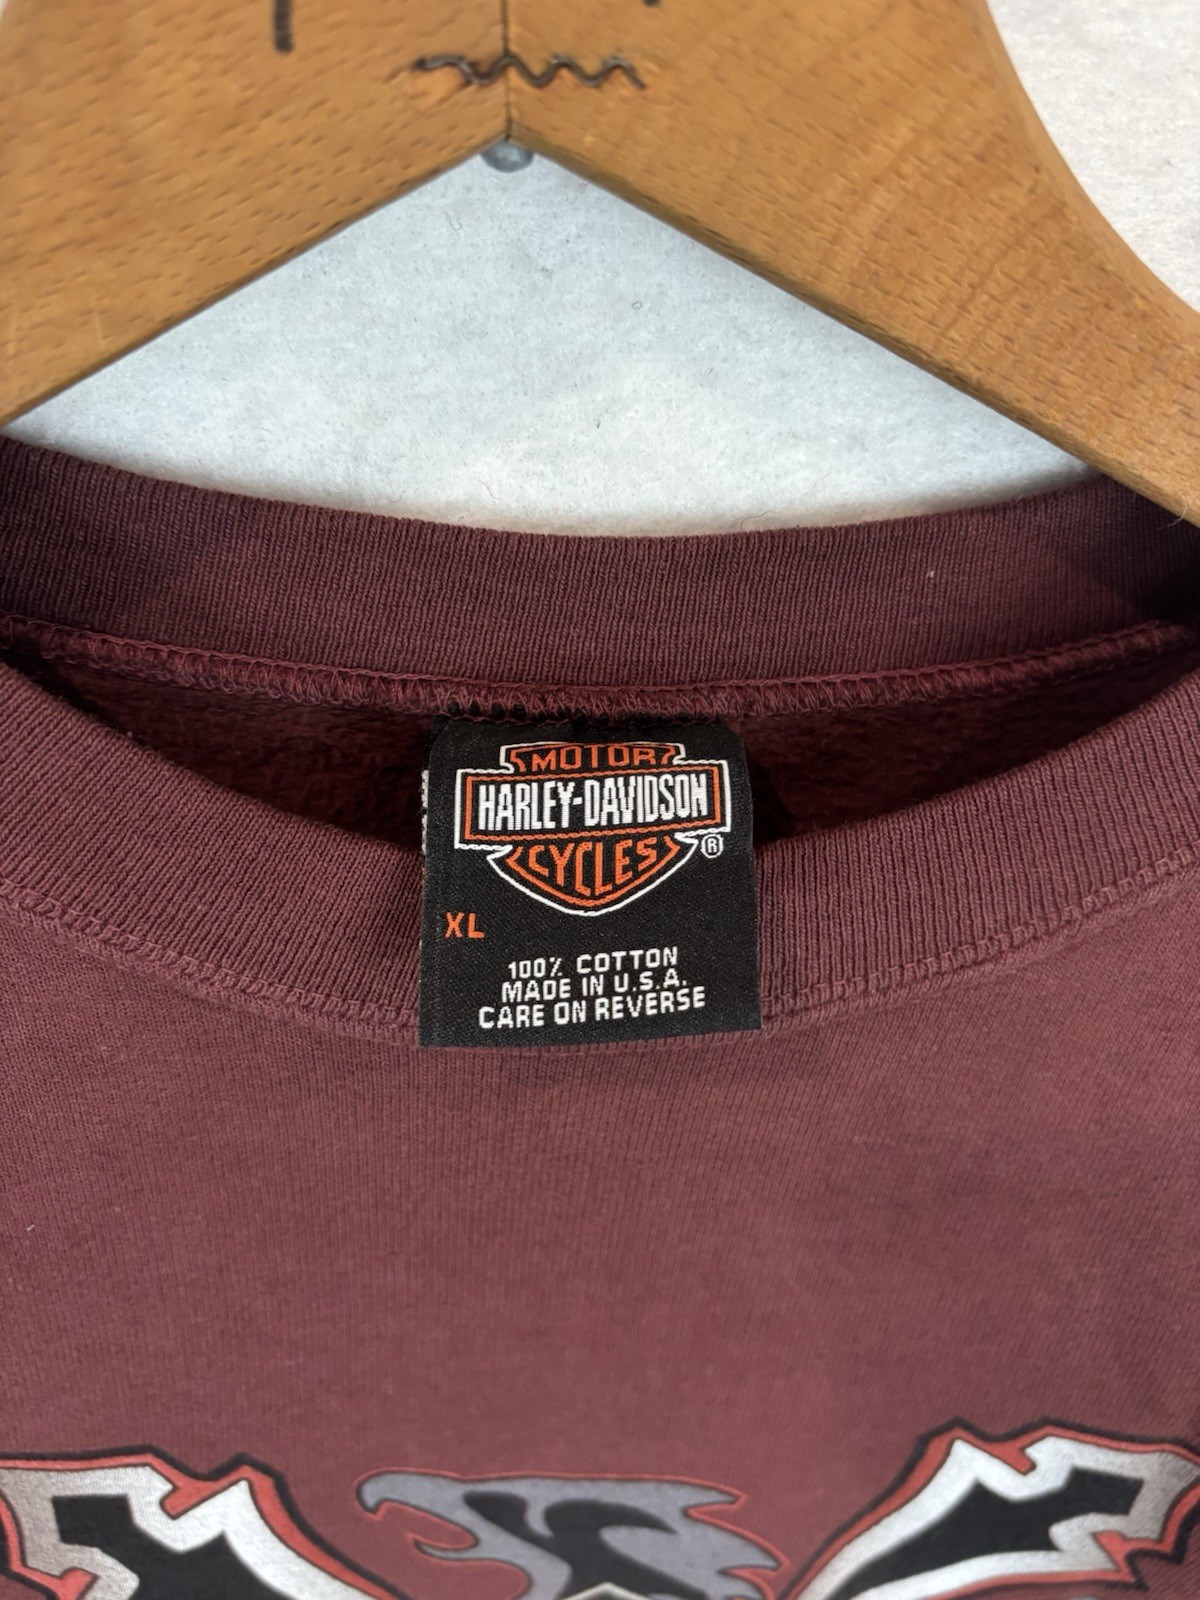 MOTOR
HARLEY-DAVIDSON
CYCLES
®
XL
100% COTTON
MADE IN U.S.A.
CARE ON REVERSE